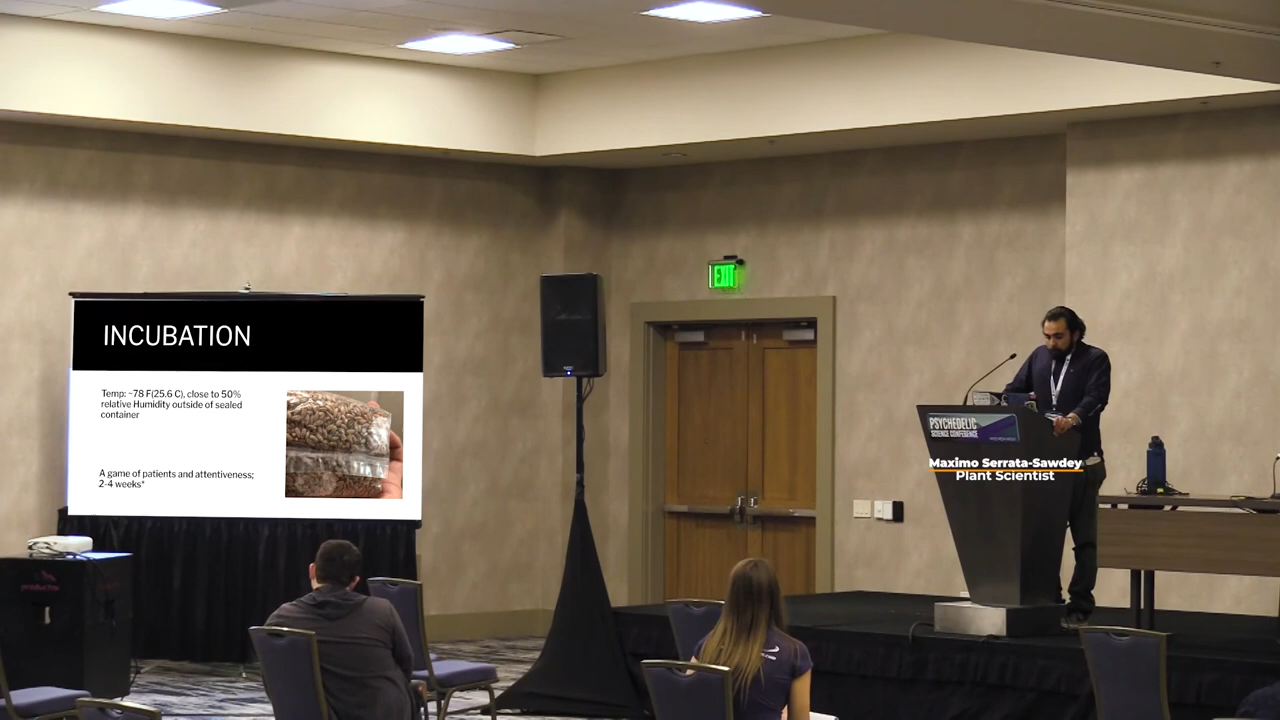 INCUBATION
Temp: ~78 F(25.6 C), close to 50%
relative Humidity outside of sealed
container
A game of patients and attentiveness;
2-4 weeks*
EXIT
PSYCHEDELIC
SCIENCE CONFERENCE
Maximo Serrata-Sawdey
Plant Scientist